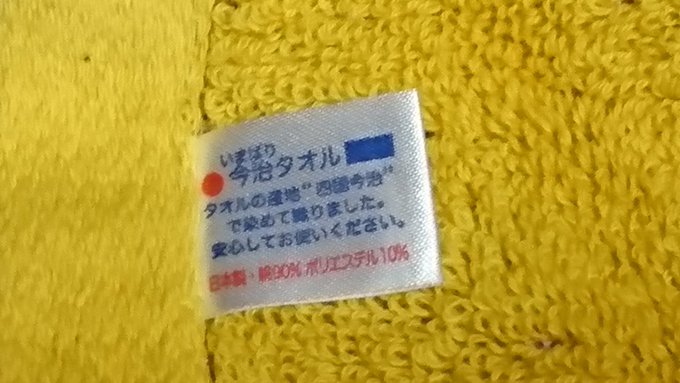 いまばり
今治タオル
タオルの産地"四国今治"
で染めて織りました。
安心してお使いください。
日本製・綿90% ポリエステル10%